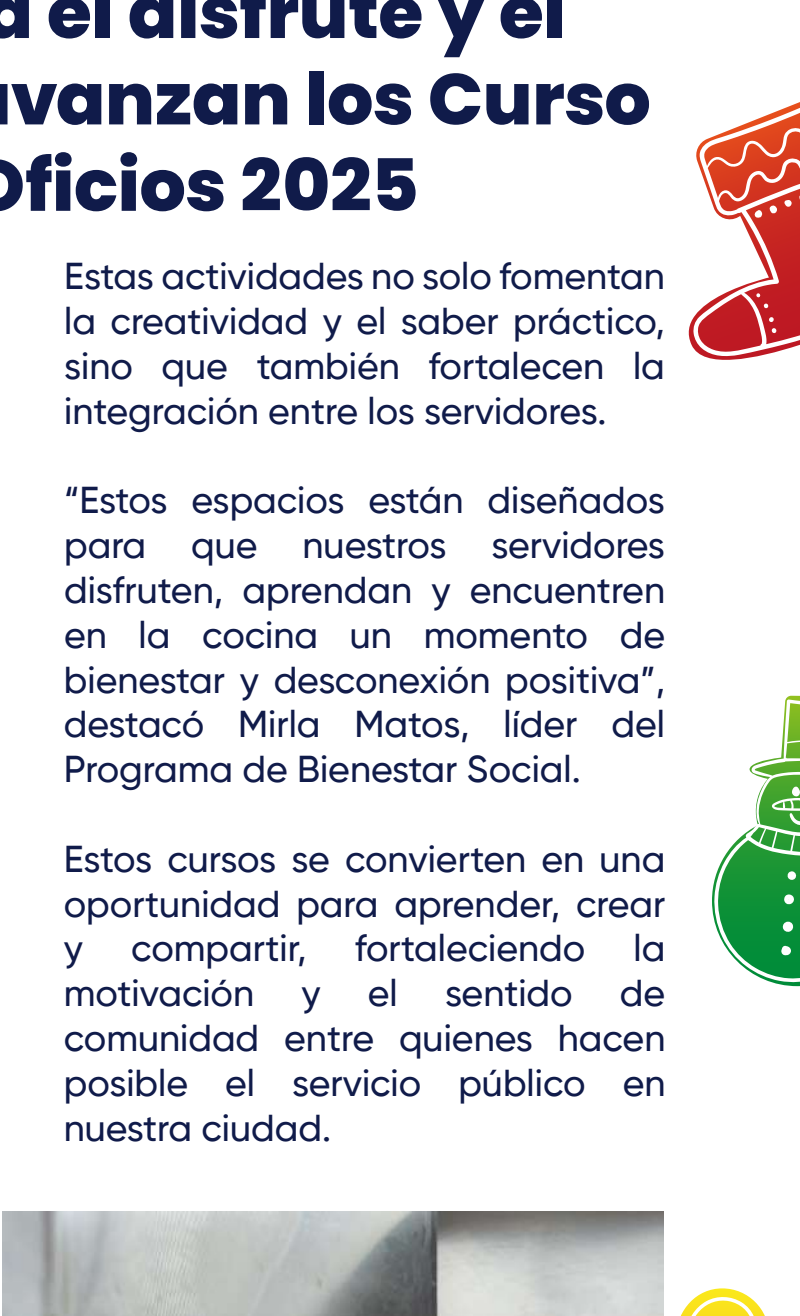 el disfrute y el
avanzan los Curso
Oficios 2025
Estas actividades no solo fomentan
la creatividad y el saber práctico,
sino que también fortalecen la
integración entre los servidores.
“Estos espacios están diseñados
para que nuestros servidores
disfruten, aprendan y encuentren
en la cocina un momento de
bienestar y desconexión positiva”,
destacó Mirla Matos, líder del
Programa de Bienestar Social.
Estos cursos se convierten en una
oportunidad para aprender, crear
y compartir, fortaleciendo la
motivación y el sentido de
comunidad entre quienes hacen
posible el servicio público en
nuestra ciudad.